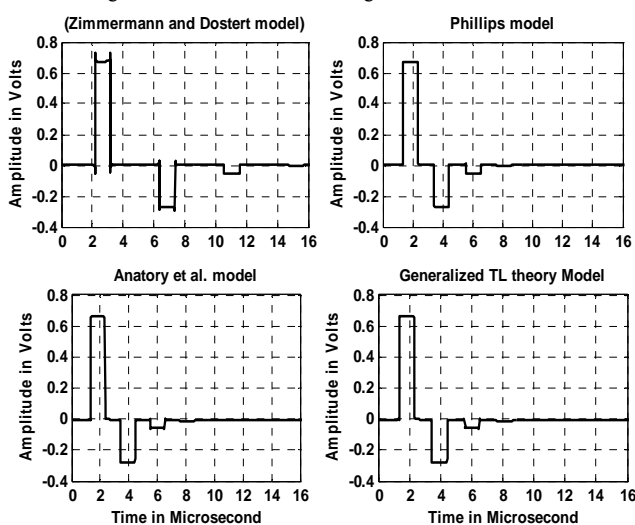 (Zimmermann and Dostert model)
Amplitude in Volts
0.8
0.6
0.4
0.2
0
-0.2
-0.4
0 2 4 6 8 10 12 14 16
Phillips model
Amplitude in Volts
0.8
0.6
0.4
0.2
0
-0.2
-0.4
0 2 4 6 8 10 12 14 16
Anatory et al. model
Amplitude in Volts
0.8
0.6
0.4
0.2
0
-0.2
-0.4
0 2 4 6 8 10 12 14 16
Time in Microsecond
Generalized TL theory Model
Amplitude in Volts
0.8
0.6
0.4
0.2
0
-0.2
-0.4
0 2 4 6 8 10 12 14 16
Time in Microsecond